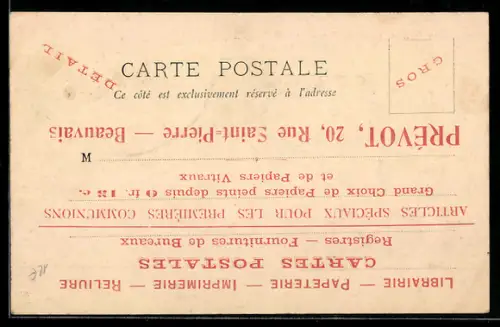 CARTE POSTALE
Ce côté est exclusivement réservé à l'adresse
M
LIBRAIRIE — PAPETERIE — IMPRIMERIE — RELIURE
CARTES POSTALES
Registres — Fournitures de Bureaux
ARTICLES SPÉCIAUX POUR LES PREMIÈRES COMMUNIONS
Grand Choix de Papiers peints depuis 0 fr. 15 c.
et de Papiers Vitraux
PRÉVOT, 20, Rue Saint-Pierre — Beauvais
GROS
DÉTAIL